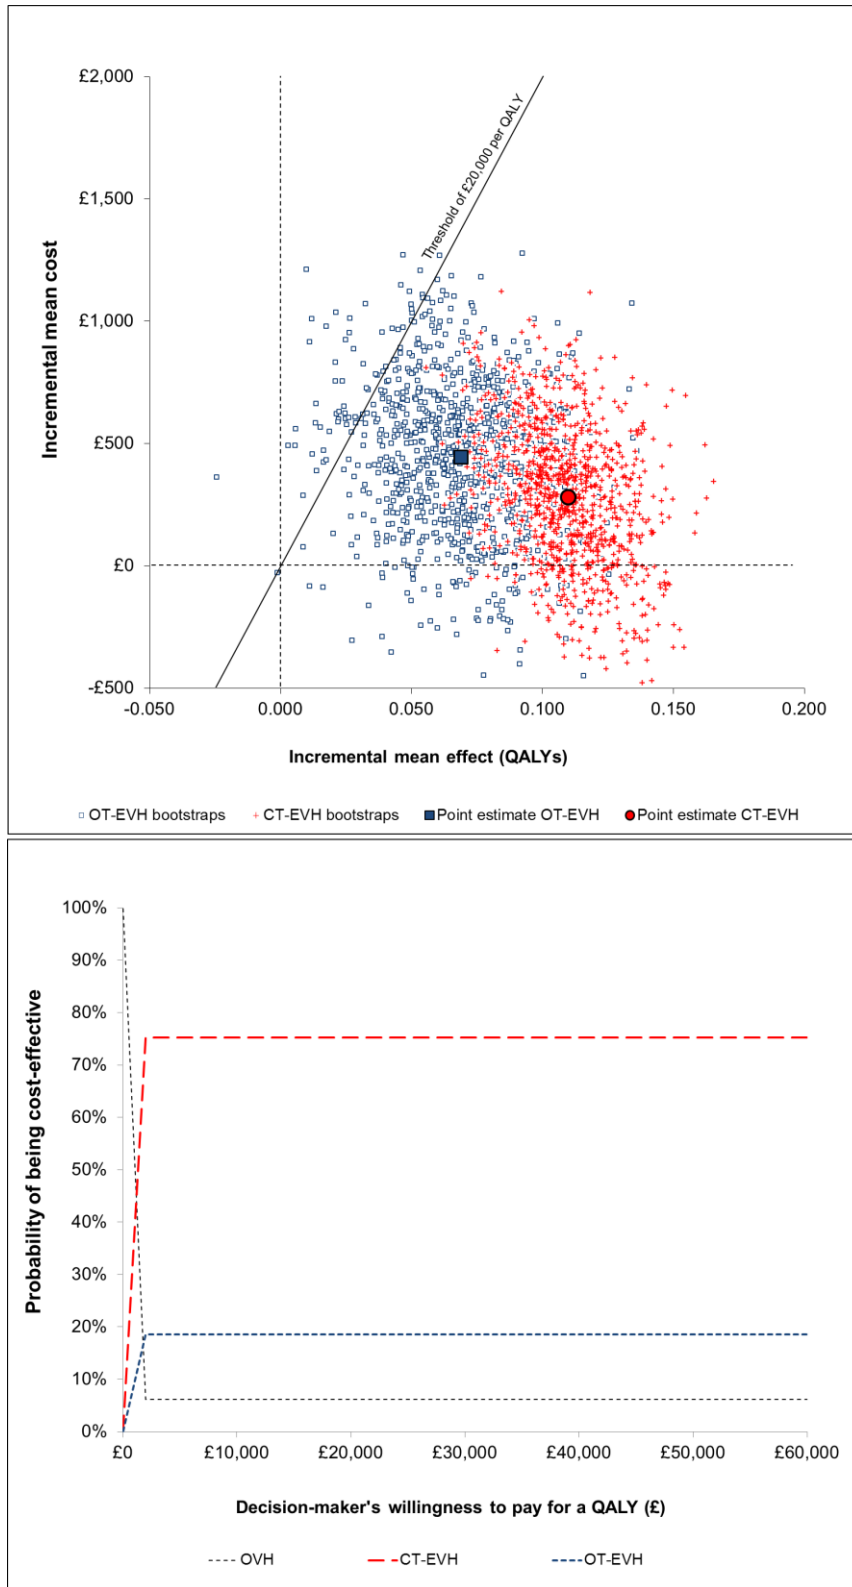 £2,000
£1,500
£1,000
£500
£0
-£500
Incremental mean cost
Threshold of £20,000 per QALY
-0.050 0.000 0.050 0.100 0.150 0.200
Incremental mean effect (QALYs)
OT-EVH bootstraps CT-EVH bootstraps Point estimate OT-EVH Point estimate CT-EVH
100%
90%
80%
70%
60%
50%
40%
30%
20%
10%
0%
Probability of being cost-effective
£0 £10,000 £20,000 £30,000 £40,000 £50,000 £60,000
Decision-maker's willingness to pay for a QALY (£)
OVH CT-EVH OT-EVH